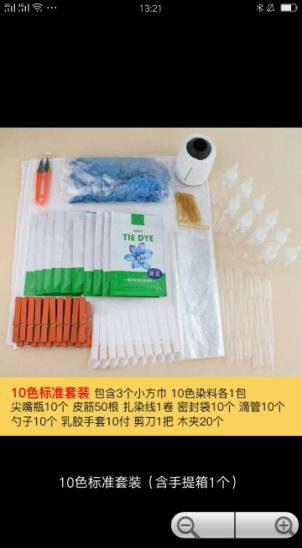 13:21
TIE DYE
10色标准套装 包含3个小方巾 10色染料各1包
尖嘴瓶10个 皮筋50根 扎染线1卷 密封袋10个 滴管10个
勺子10个 乳胶手套10付 剪刀1把 木夹20个
10色标准套装（含手提箱1个）